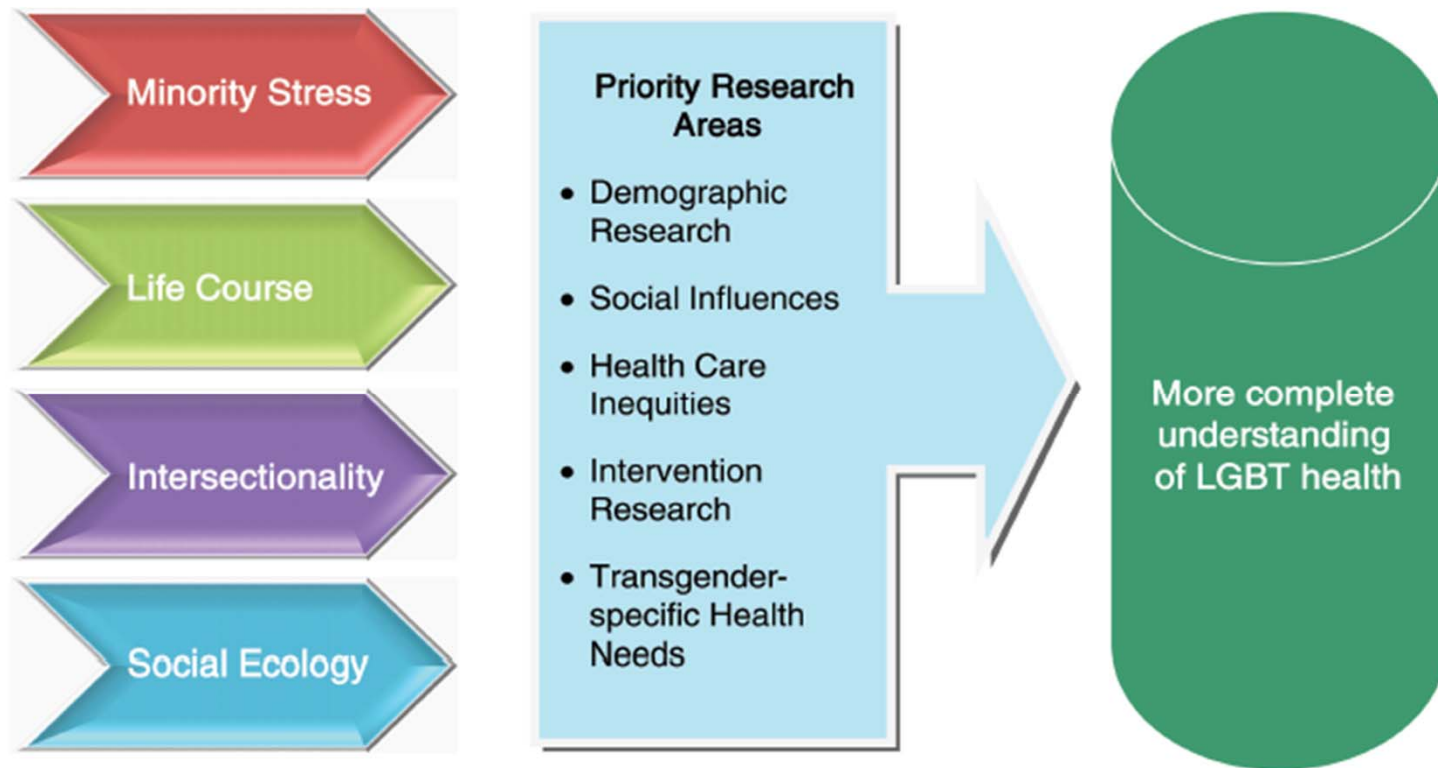 Minority Stress
Life Course
Intersectionality
Social Ecology
Priority Research
Areas
• Demographic
Research
• Social Influences
• Health Care
Inequities
• Intervention
Research
• Transgender-
specific Health
Needs
More complete
understanding
of LGBT health